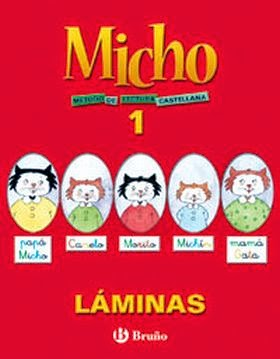 Micho
MÉTODO DE LECTURA CASTELLANA
1
papá Micho
Canelo
Morito
Michín
mamá Gata
LÁMINAS
Bruño